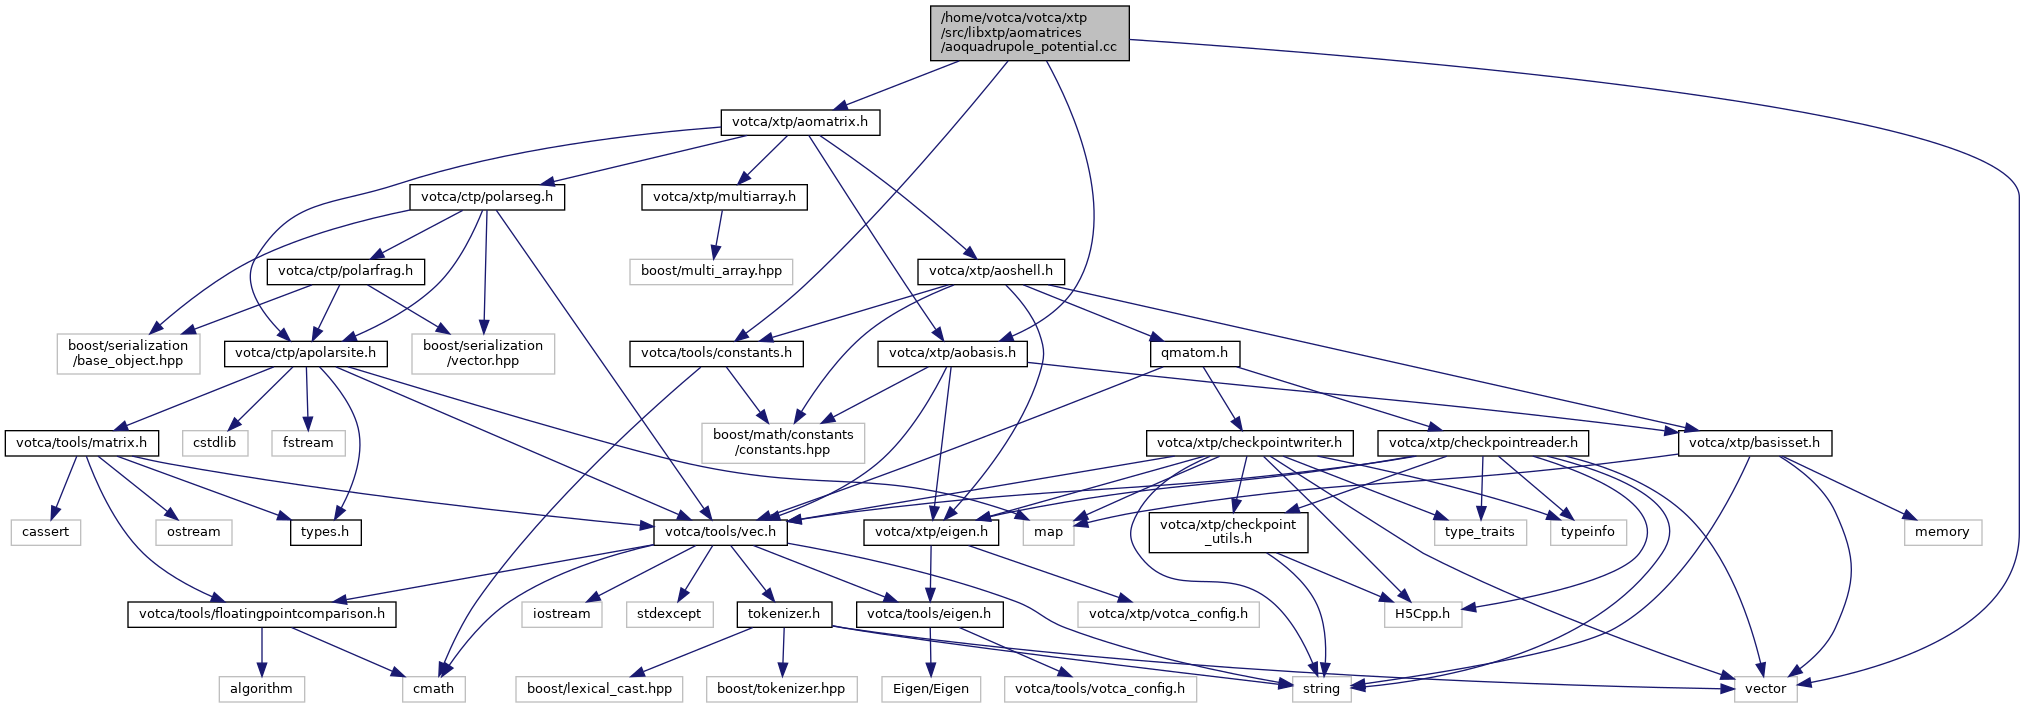 /home/votca/votca/xtp
/src/libxtp/aomatrices
/aoquadrupole_potential.cc
votca/xtp/aomatrix.h
votca/ctp/polarseg.h
votca/xtp/multiarray.h
votca/ctp/polarfrag.h
boost/multi_array.hpp
votca/xtp/aoshell.h
boost/serialization
/base_object.hpp
votca/ctp/apolarsite.h
boost/serialization
/vector.hpp
votca/tools/constants.h
votca/xtp/aobasis.h
qmatom.h
votca/tools/matrix.h
cstdlib
fstream
boost/math/constants
/constants.hpp
votca/xtp/checkpointwriter.h
votca/xtp/checkpointreader.h
votca/xtp/basisset.h
cassert
ostream
types.h
votca/tools/vec.h
votca/xtp/eigen.h
map
votca/xtp/checkpoint
_utils.h
type_traits
typeinfo
memory
votca/tools/floatingpointcomparison.h
iostream
stdexcept
tokenizer.h
votca/tools/eigen.h
votca/xtp/votca_config.h
H5Cpp.h
algorithm
cmath
boost/lexical_cast.hpp
boost/tokenizer.hpp
Eigen/Eigen
votca/tools/votca_config.h
string
vector